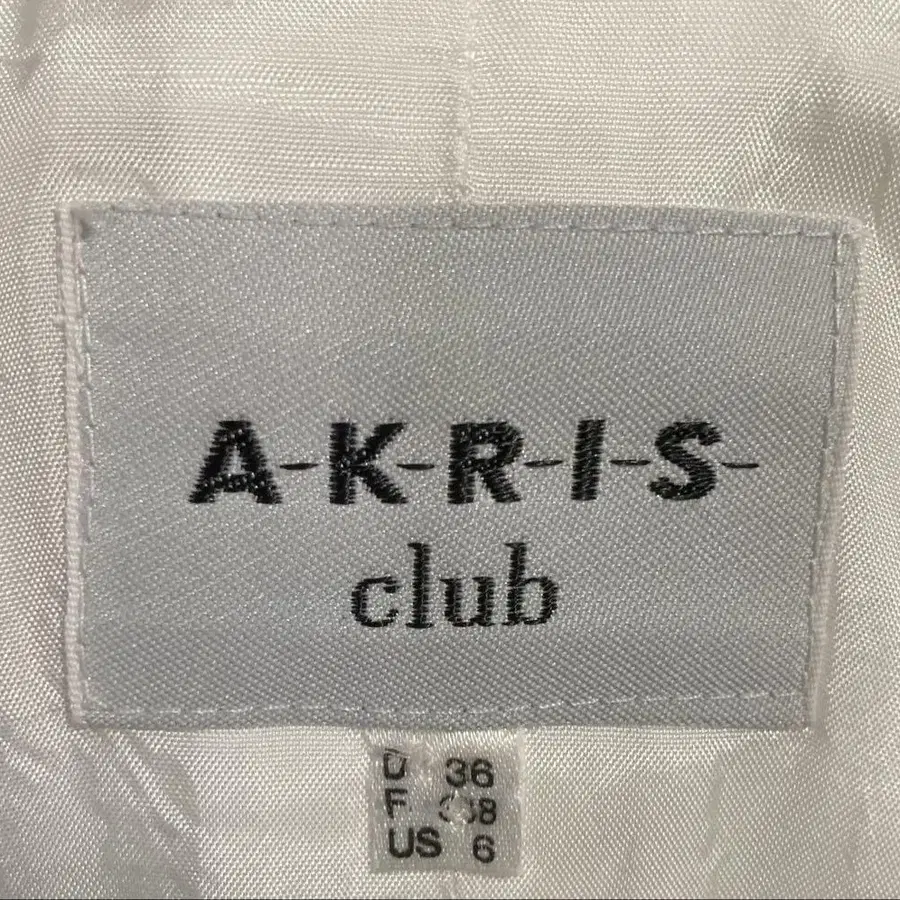 A-K-R-I-S-
club
36
F 38
US 6